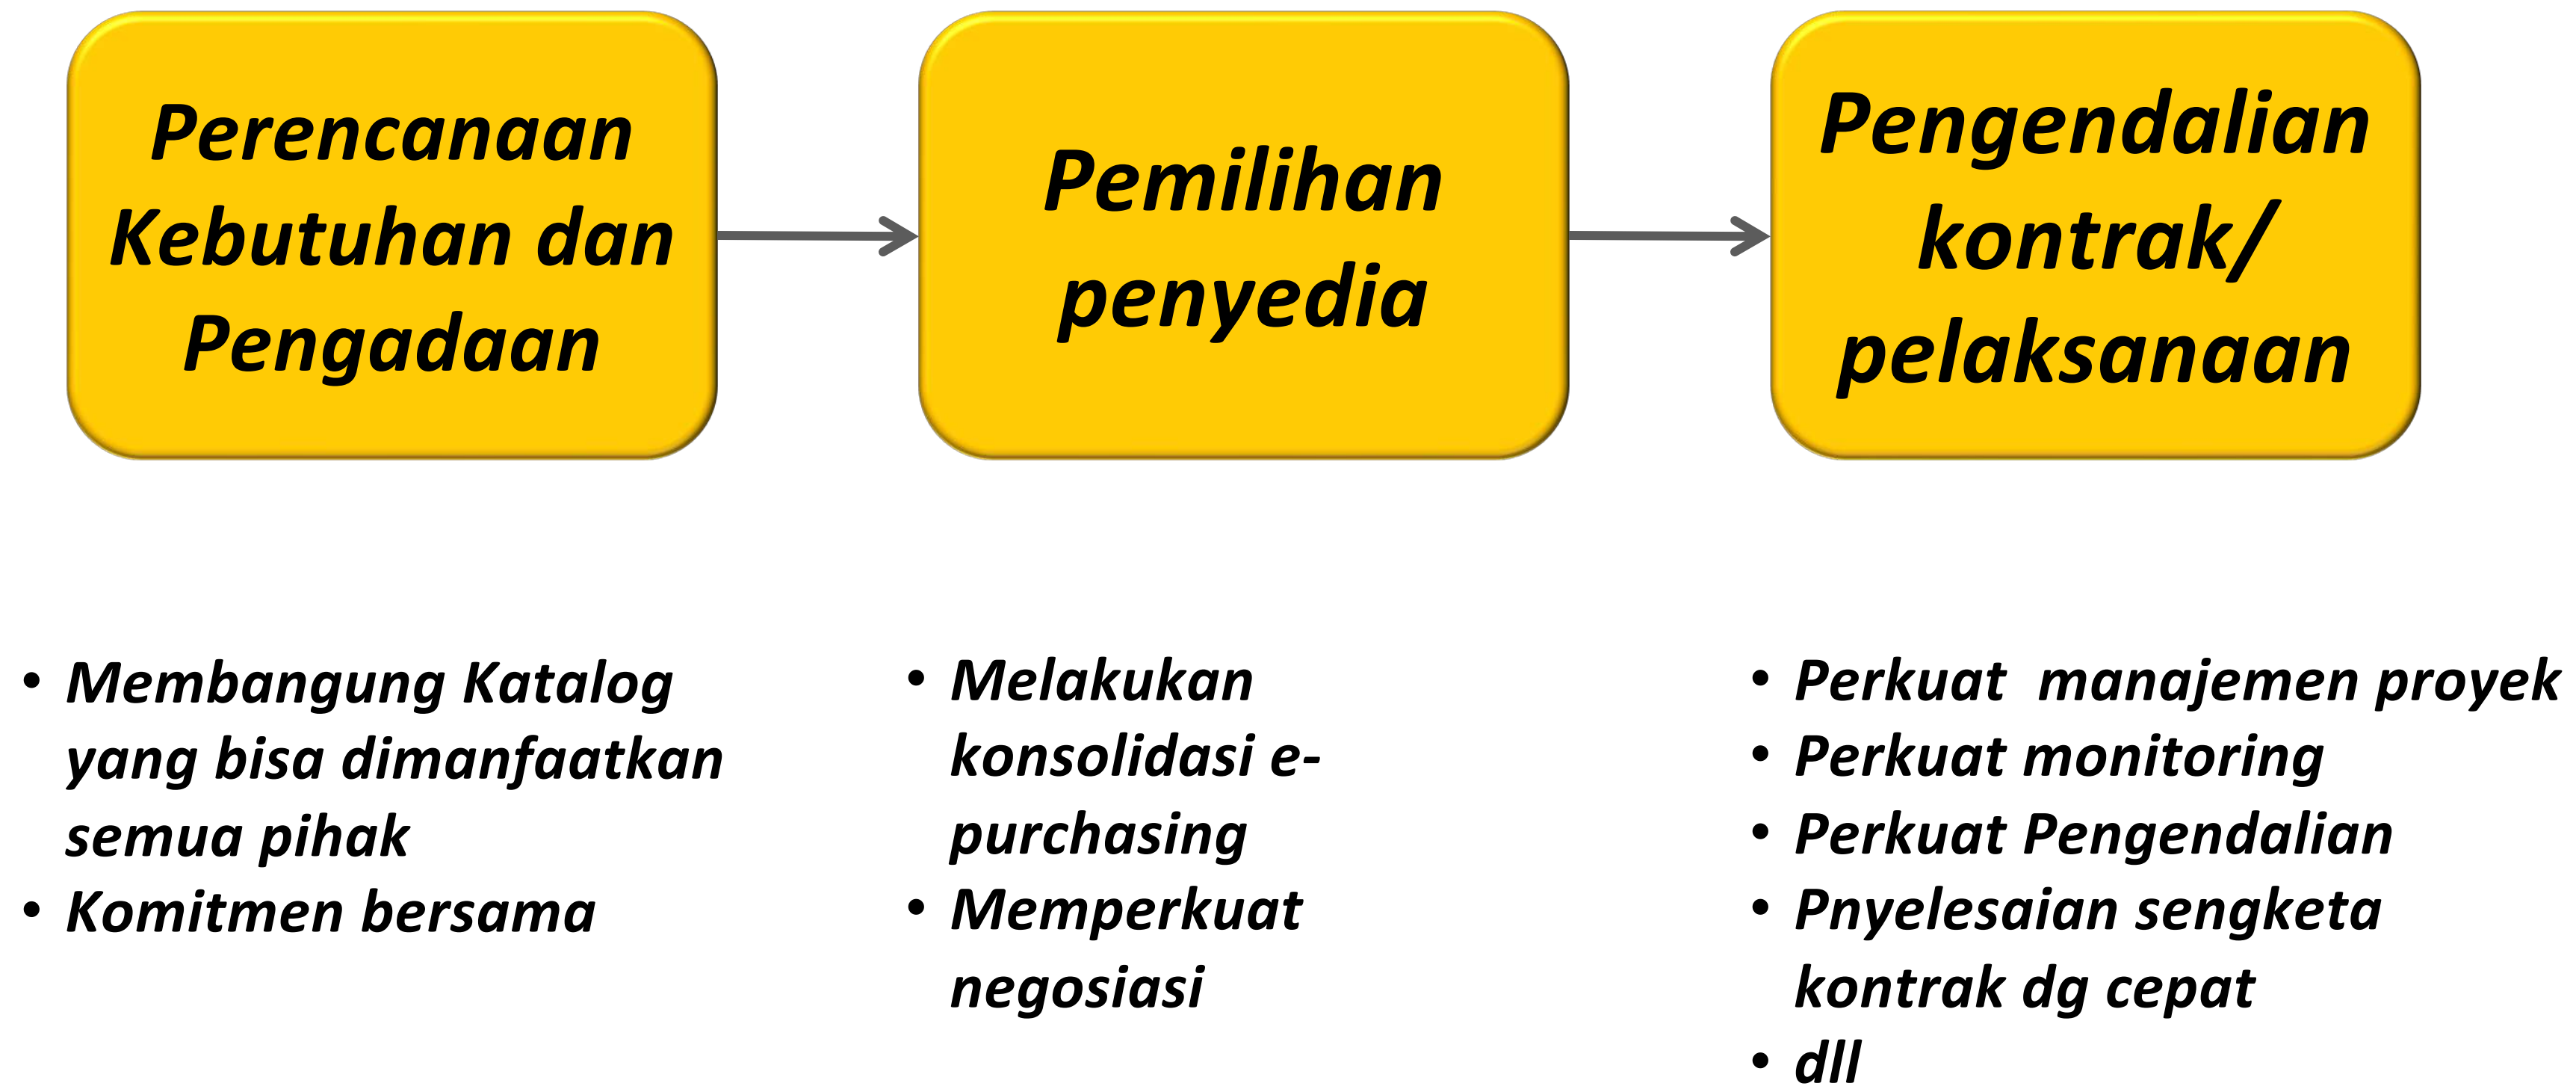 Perencanaan
Kebutuhan dan
Pengadaan
Pemilihan
penyedia
Pengendalian
kontrak/
pelaksanaan
• Membangung Katalog
yang bisa dimanfaatkan
semua pihak
• Komitmen bersama
• Melakukan
konsolidasi e-
purchasing
• Memperkuat
negosiasi
• Perkuat  manajemen proyek
• Perkuat monitoring
• Perkuat Pengendalian
• Pnyelesaian sengketa
kontrak dg cepat
• dll